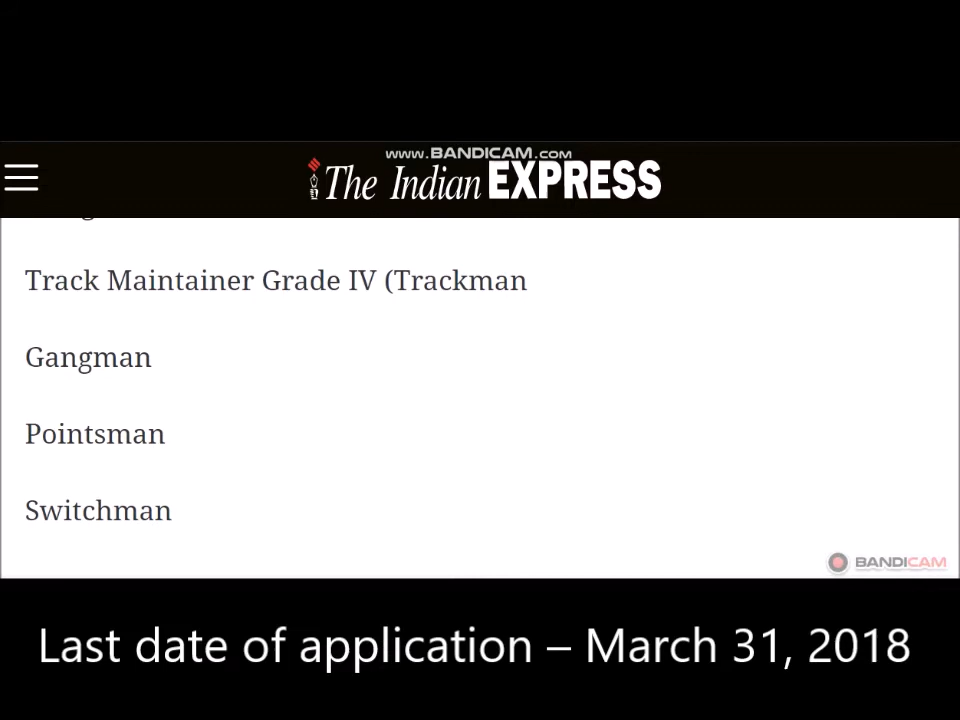 www.BANDICAM.com
The Indian EXPRESS
Track Maintainer Grade IV (Trackman
Gangman
Pointsman
Switchman
BANDICAM
Last date of application – March 31, 2018